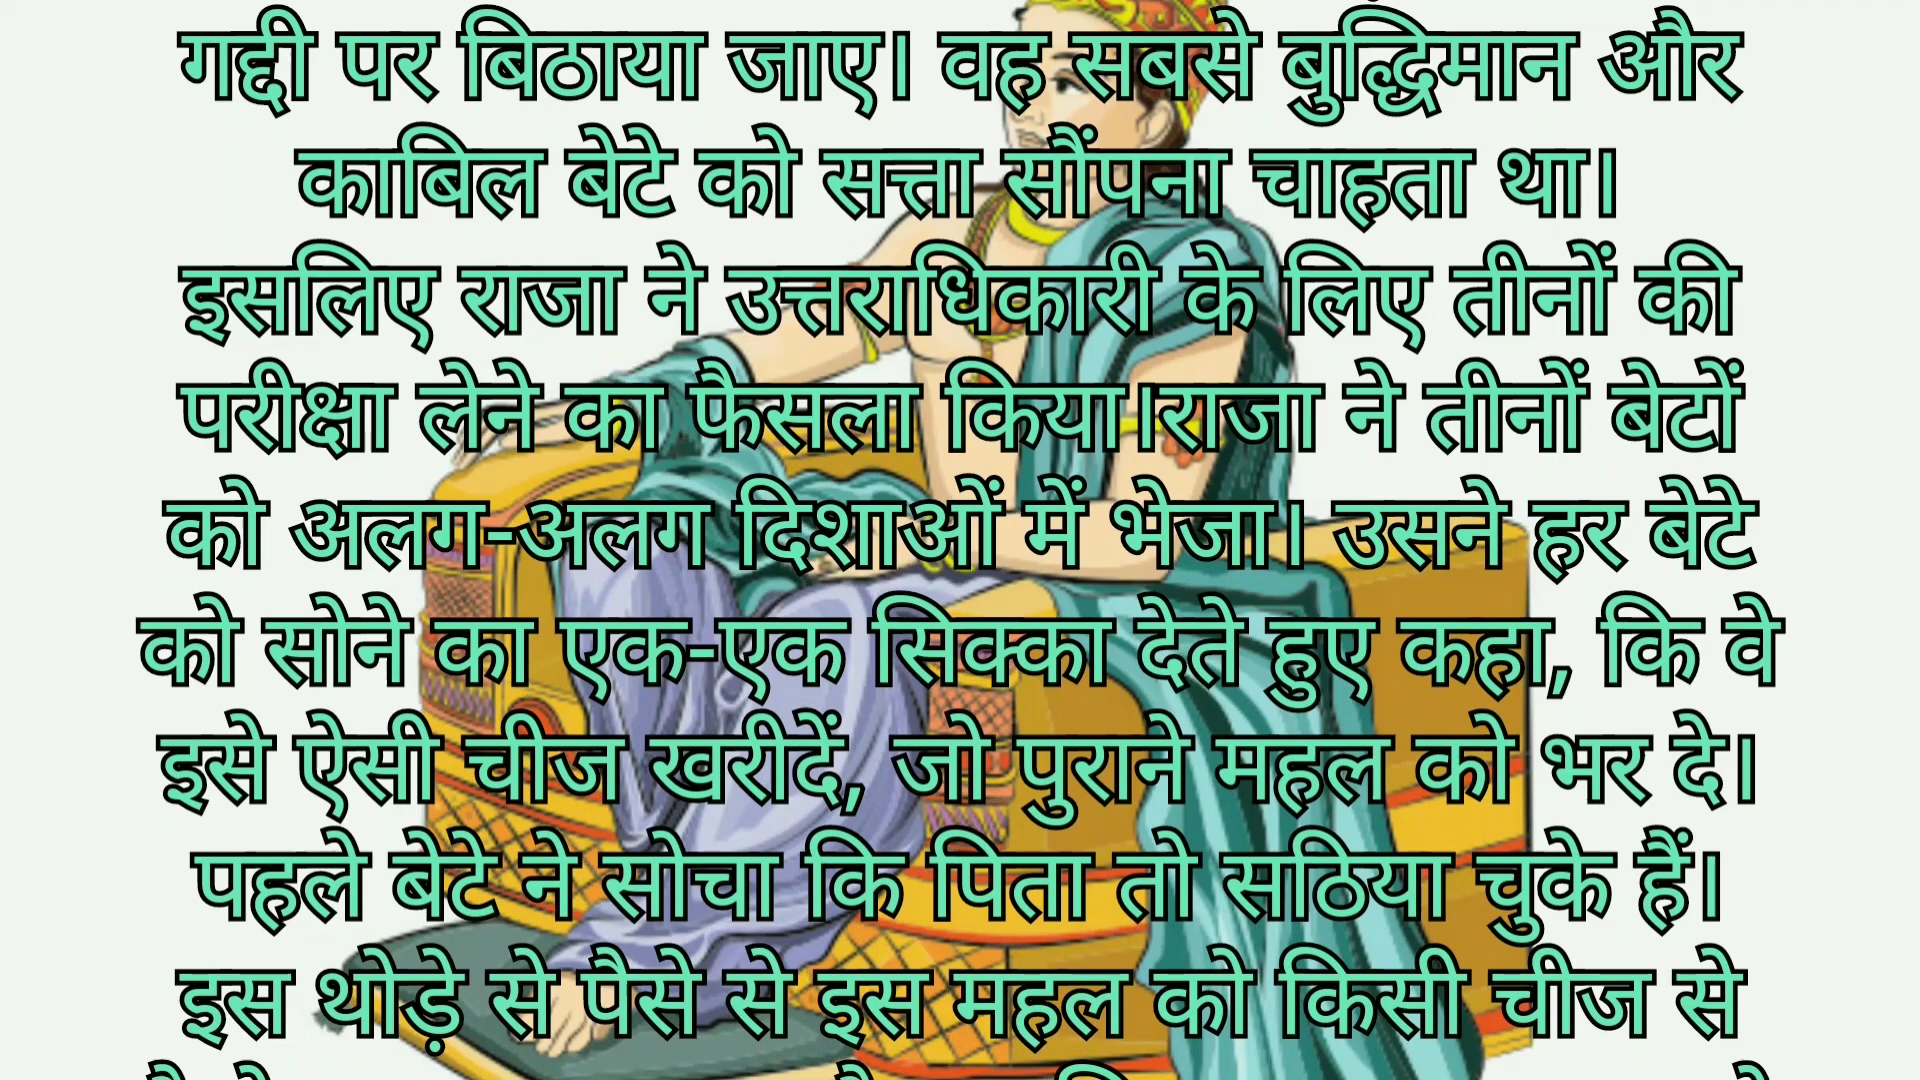 गद्दी पर बिठाया जाए। वह सबसे बुद्धिमान और
काबिल बेटे को सत्ता सौंपना चाहता था।
इसलिए राजा ने उत्तराधिकारी के लिए तीनों की
परीक्षा लेने का फैसला किया।राजा ने तीनों बेटों
को अलग-अलग दिशाओं में भेजा। उसने हर बेटे
को सोने का एक-एक सिक्का देते हुए कहा, कि वे
इसे ऐसी चीज खरीदें, जो पुराने महल को भर दे।
पहले बेटे ने सोचा कि पिता तो सठिया चुके हैं।
इस थोड़े से पैसे से इस महल को किसी चीज से